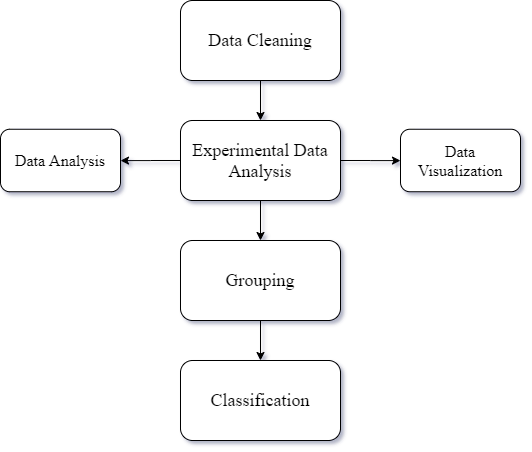 Data Cleaning
Experimental Data
Analysis
Data Analysis
Data
Visualization
Grouping
Classification